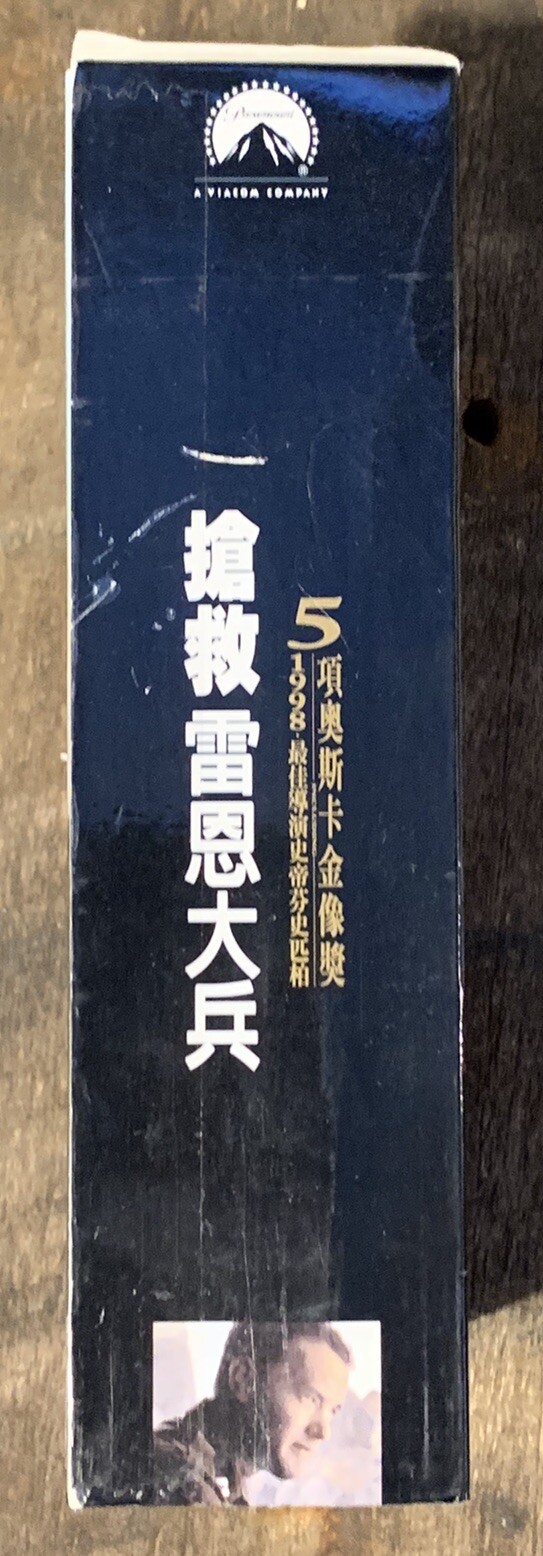 Paramount
®
A VIACOM COMPANY
搶救雷恩大兵
5項奧斯卡金像獎
1998·最佳導演史帝芬史匹柏